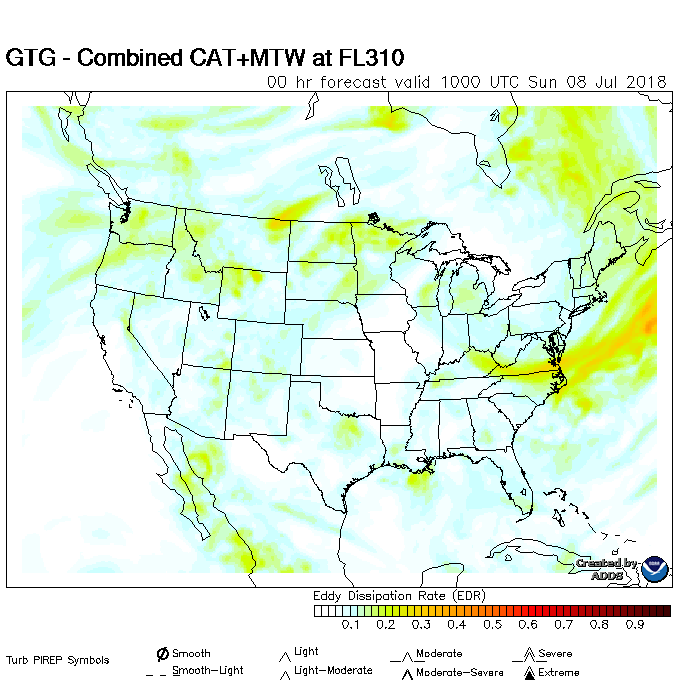 GTG - Combined CAT+MTW at FL310
00 hr forecast valid 1000 UTC Sun 08 Jul 2018
Created by
ADDS
Eddy Dissipation Rate (EDR)
0.1 0.2 0.3 0.4 0.5 0.6 0.7 0.8 0.9
Turb PIREP Symbols
Smooth Light Moderate Severe
Smooth-Light Light-Moderate Moderate-Severe Extreme